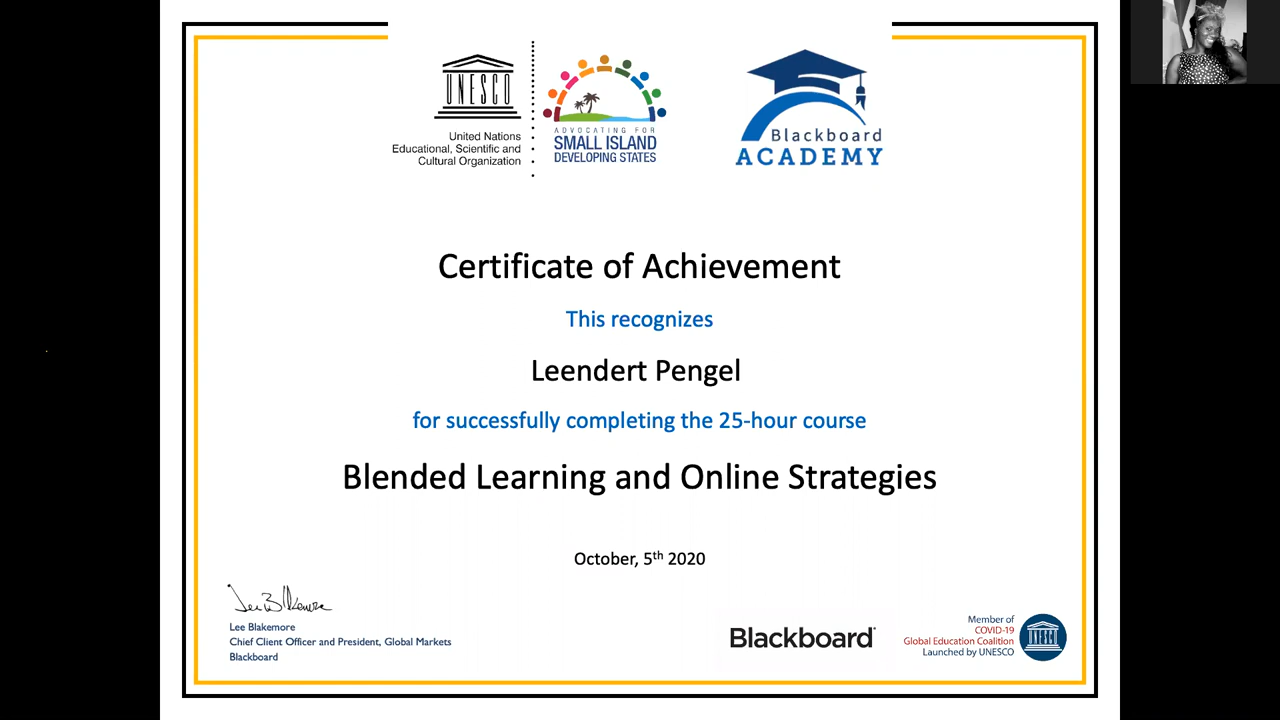 UNESCO
United Nations
Educational, Scientific and
Cultural Organization
ADVOCATING FOR
SMALL ISLAND
DEVELOPING STATES
Blackboard
ACADEMY
Certificate of Achievement
This recognizes
Leendert Pengel
for successfully completing the 25-hour course
Blended Learning and Online Strategies
October, 5th 2020
Lee Blakemore
Lee Blakemore
Chief Client Officer and President, Global Markets
Blackboard
Blackboard
Member of
COVID-19
Global Education Coalition
Launched by UNESCO
UNESCO